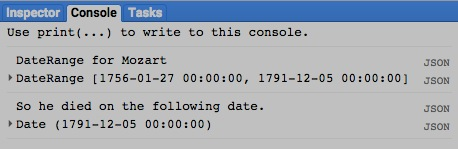 Inspector Console Tasks
Use print(...) to write to this console.
DateRange for Mozart JSON
DateRange [1756-01-27 00:00:00, 1791-12-05 00:00:00] JSON
So he died on the following date. JSON
Date (1791-12-05 00:00:00) JSON